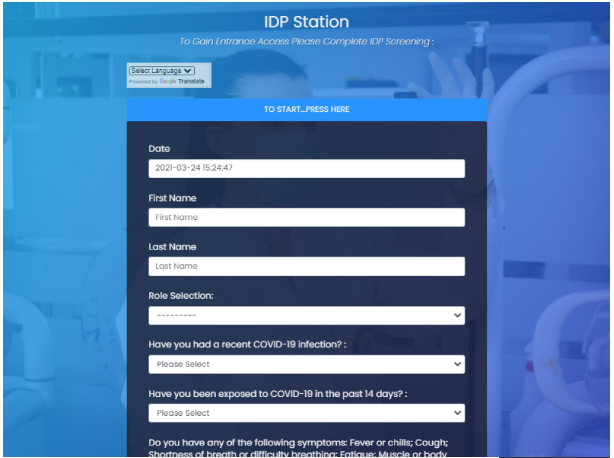 IDP Station
To Gain Entrance Access Please Complete IDP Screening :
Select Language
Powered by Google Translate
TO START...PRESS HERE
Date
2021-03-24 15:24:47
First Name
First Name
Last Name
Last Name
Role Selection:
---------
Have you had a recent COVID-19 infection? :
Please Select
Have you been exposed to COVID-19 in the past 14 days? :
Please Select
Do you have any of the following symptoms: Fever or chills; Cough;
Shortness of breath or difficulty breathing; Fatigue; Muscle or body